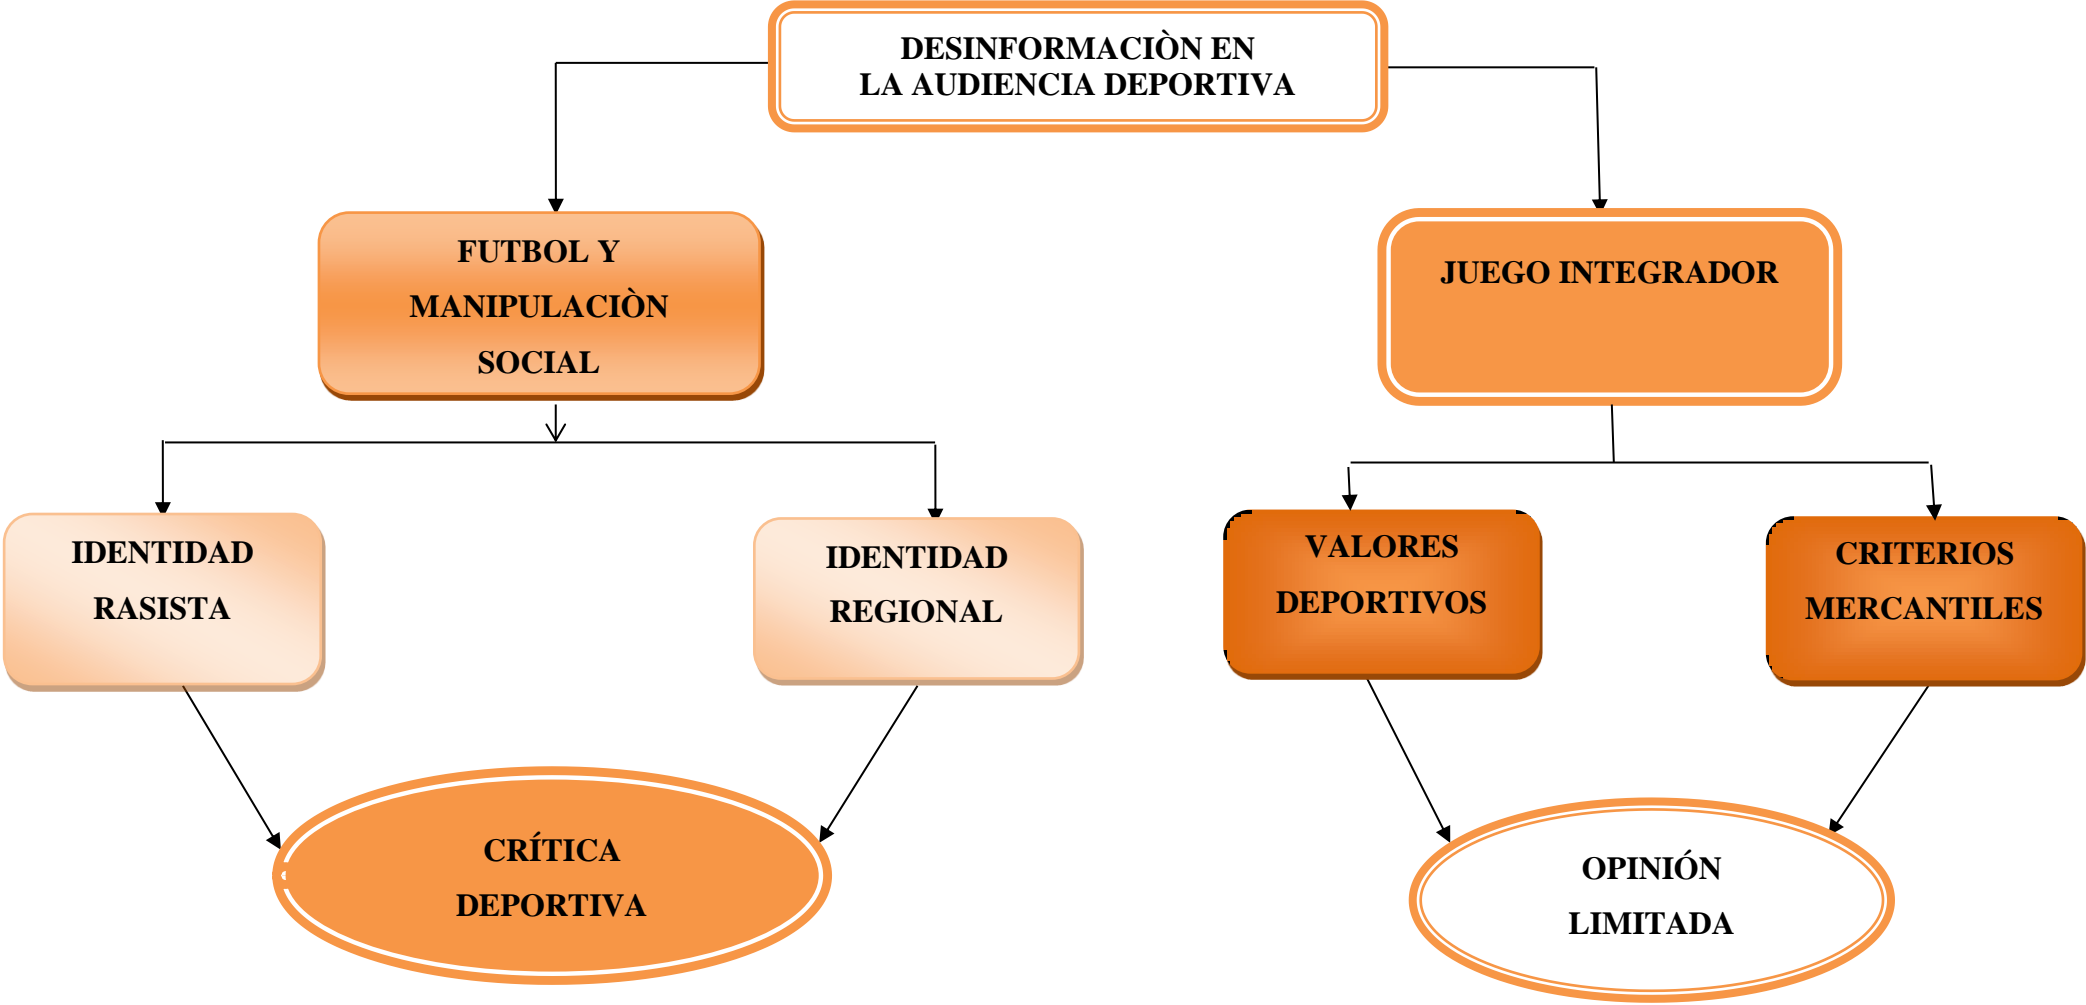 DESINFORMACIÒN EN
LA AUDIENCIA DEPORTIVA
FUTBOL Y
MANIPULACIÒN
SOCIAL
JUEGO INTEGRADOR
IDENTIDAD
RASISTA
IDENTIDAD
REGIONAL
VALORES
DEPORTIVOS
CRITERIOS
MERCANTILES
CRÍTICA
DEPORTIVA
OPINIÓN
LIMITADA